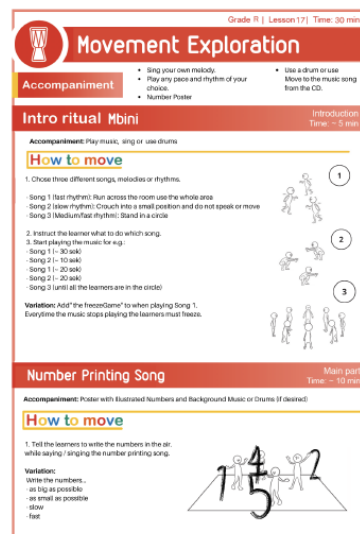 Grade R | Lesson 17 | Time: 30 min
Movement Exploration
Accompaniment
• Sing your own melody.
• Play any pace and rhythm of your
choice.
• Number Poster
• Use a drum or use
Move to the music song
from the CD.
Intro ritual Mbini
Introduction
Time: ~ 5 min
Accompaniment: Play music, sing or use drums
How to move
1. Chose three different songs, melodies or rhythms.
· Song 1 (fast rhythm): Run across the room use the whole area
· Song 2 (slow rhythm): Crouch into a small position and do not speak or move
· Song 3 (Medium/fast rhythm): Stand in a circle
2. Instruct the learner what to do which song.
3. Start playing the music for e.g.:
· Song 1 (~ 30 sek)
· Song 2 (~ 10 sek)
· Song 1 (~ 20 sek)
· Song 2 (~ 20 sek)
· Song 3 (until all the learners are in the circle)
Variation: Add "the freezeGame" to when playing Song 1.
Everytime the music stops playing the learners must freeze.
1
2
3
Number Printing Song
Main part
Time: ~ 10 min
Accompaniment: Poster with illustrated Numbers and Background Music or Drums (if desired)
How to move
1. Tell the learners to write the numbers in the air.
while saying / singing the number printing song.
Variation:
Write the numbers...
· as big as possible
· as small as possible
· slow
· fast
1 4 2
5